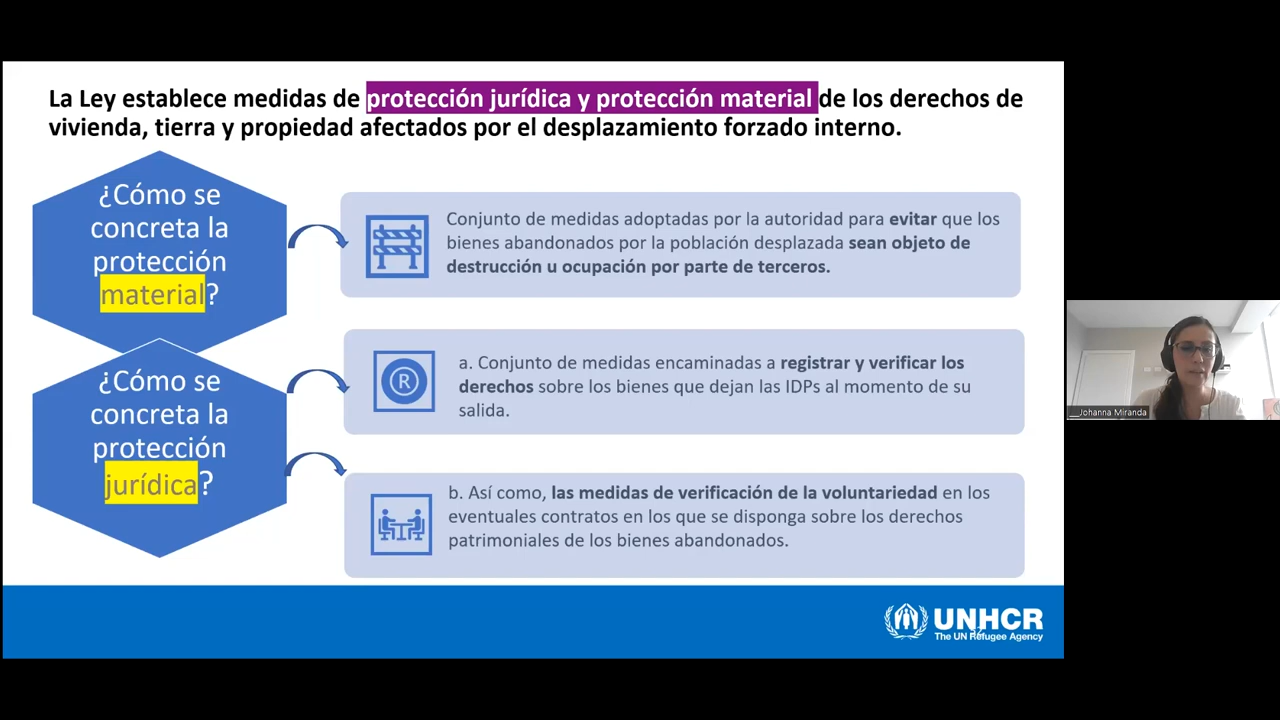 La Ley establece medidas de protección jurídica y protección material de los derechos de
vivienda, tierra y propiedad afectados por el desplazamiento forzado interno.
¿Cómo se
concreta la
protección
material?
Conjunto de medidas adoptadas por la autoridad para evitar que los
bienes abandonados por la población desplazada sean objeto de
destrucción u ocupación por parte de terceros.
¿Cómo se
concreta la
protección
jurídica?
R
a. Conjunto de medidas encaminadas a registrar y verificar los
derechos sobre los bienes que dejan las IDPs al momento de su
salida.
b. Así como, las medidas de verificación de la voluntariedad en los
eventuales contratos en los que se disponga sobre los derechos
patrimoniales de los bienes abandonados.
UNHCR
The UN Refugee Agency
__Johanna Miranda